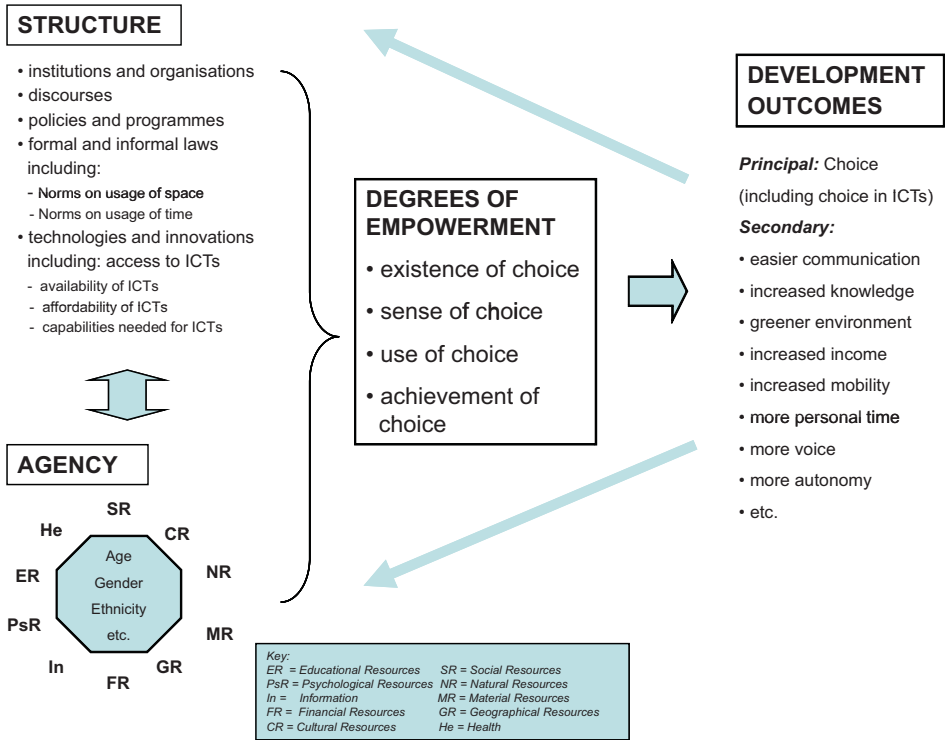 STRUCTURE
• institutions and organisations
• discourses
• policies and programmes
• formal and informal laws
including:
- Norms on usage of space
- Norms on usage of time
• technologies and innovations
including: access to ICTs
- availability of ICTs
- affordability of ICTs
- capabilities needed for ICTs
AGENCY
SR
He
CR
ER
NR
PsR
MR
In
GR
FR
Age
Gender
Ethnicity
etc.
DEGREES OF
EMPOWERMENT
• existence of choice
• sense of choice
• use of choice
• achievement of
choice
DEVELOPMENT
OUTCOMES
Principal: Choice
(including choice in ICTs)
Secondary:
• easier communication
• increased knowledge
• greener environment
• increased income
• increased mobility
• more personal time
• more voice
• more autonomy
• etc.
Key:
ER = Educational Resources SR = Social Resources
PsR = Psychological Resources NR = Natural Resources
In = Information MR = Material Resources
FR = Financial Resources GR = Geographical Resources
CR = Cultural Resources He = Health